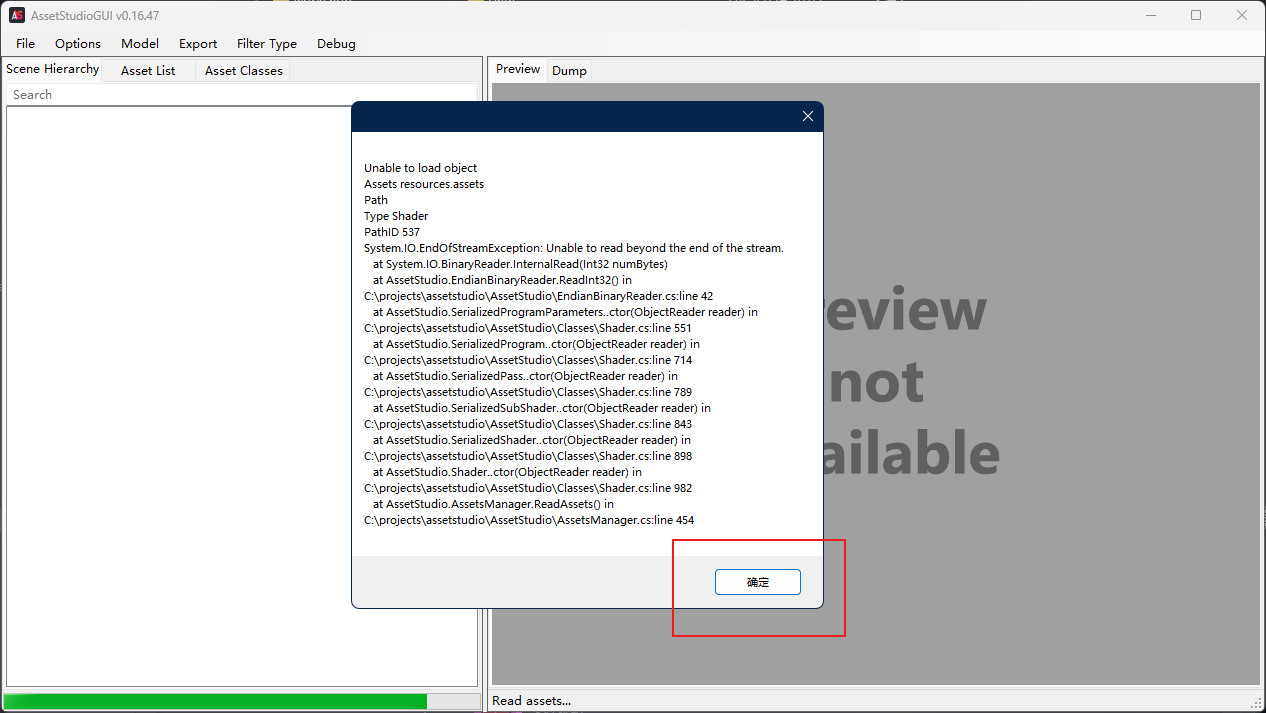 AS AssetStudioGUI v0.16.47
File Options Model Export Filter Type Debug
Scene Hierarchy Asset List Asset Classes
Search
Preview Dump
Unable to load object
Assets resources.assets
Path
Type Shader
PathID 537
System.IO.EndOfStreamException: Unable to read beyond the end of the stream.
at System.IO.BinaryReader.InternalRead(Int32 numBytes)
at AssetStudio.EndianBinaryReader.ReadInt32() in
C:\projects\assetstudio\AssetStudio\EndianBinaryReader.cs:line 42
at AssetStudio.SerializedProgramParameters..ctor(ObjectReader reader) in
C:\projects\assetstudio\AssetStudio\Classes\Shader.cs:line 551
at AssetStudio.SerializedProgram..ctor(ObjectReader reader) in
C:\projects\assetstudio\AssetStudio\Classes\Shader.cs:line 714
at AssetStudio.SerializedPass..ctor(ObjectReader reader) in
C:\projects\assetstudio\AssetStudio\Classes\Shader.cs:line 789
at AssetStudio.SerializedSubShader..ctor(ObjectReader reader) in
C:\projects\assetstudio\AssetStudio\Classes\Shader.cs:line 843
at AssetStudio.SerializedShader..ctor(ObjectReader reader) in
C:\projects\assetstudio\AssetStudio\Classes\Shader.cs:line 898
at AssetStudio.Shader..ctor(ObjectReader reader) in
C:\projects\assetstudio\AssetStudio\Classes\Shader.cs:line 982
at AssetStudio.AssetsManager.ReadAssets() in
C:\projects\assetstudio\AssetStudio\AssetsManager.cs:line 454
确定
review
not
ailable
Read assets...